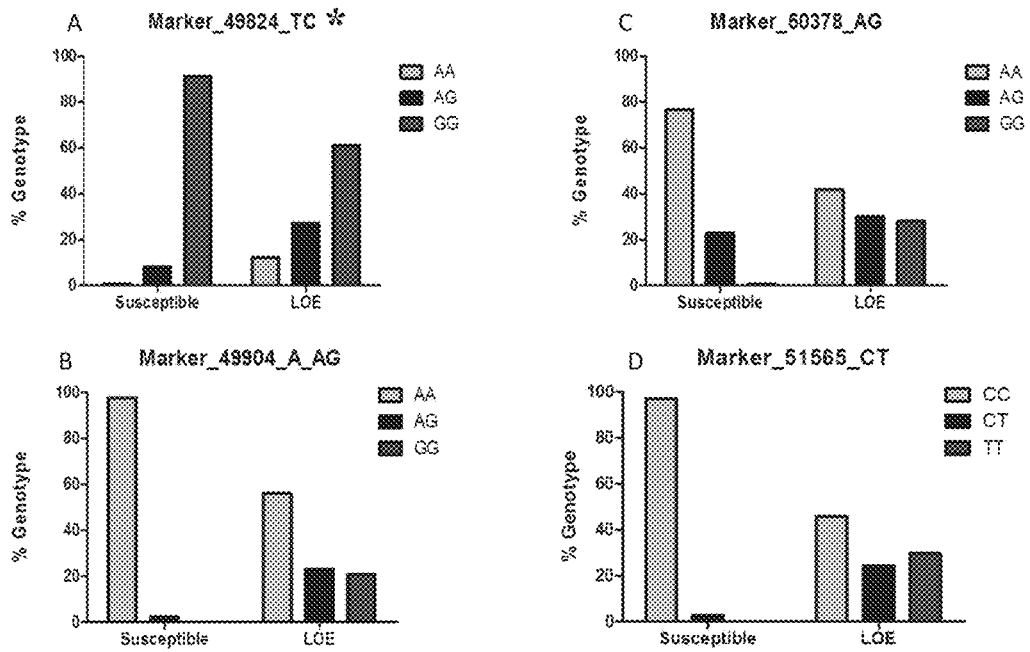 A
Marker_49824_TC *
AA
AG
GG
% Genotype
100
80
60
40
20
0
Susceptible
LOE
C
Marker_50378_AG
AA
AG
GG
% Genotype
100
80
60
40
20
0
Susceptible
LOE
B
Marker_49904_A_AG
AA
AG
GG
% Genotype
100
80
60
40
20
0
Susceptible
LOE
D
Marker_51565_CT
CC
CT
TT
% Genotype
100
80
60
40
20
0
Susceptible
LOE